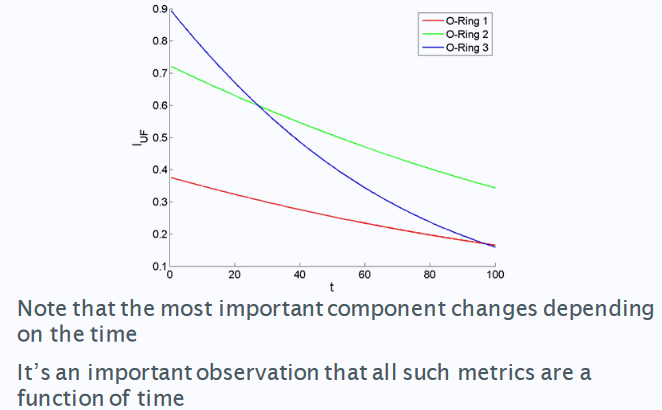 0.9
0.8
0.7
0.6
0.5
0.4
0.3
0.2
0.1
I_UF
0 20 40 60 80 100
t
O-Ring 1
O-Ring 2
O-Ring 3
Note that the most important component changes depending
on the time
It's an important observation that all such metrics are a
function of time